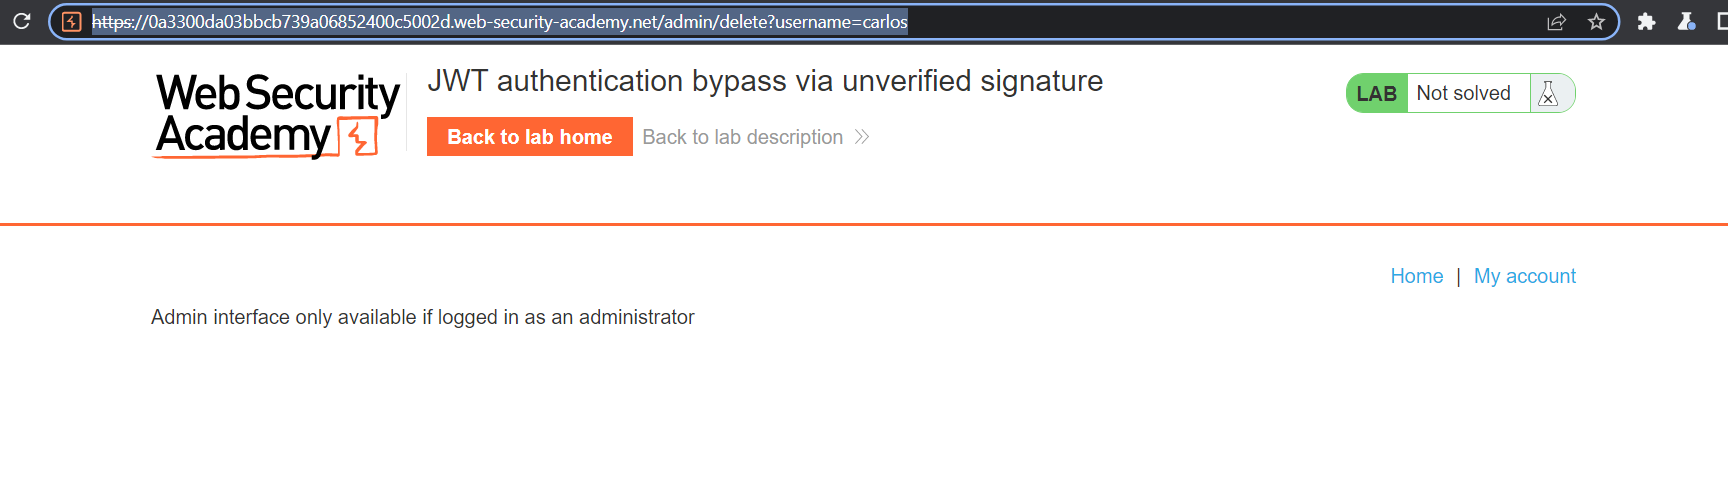 https://0a3300da03bbcb739a06852400c5002d.web-security-academy.net/admin/delete?username=carlos
Web Security
Academy
JWT authentication bypass via unverified signature
Back to lab home
Back to lab description
LAB Not solved
Home | My account
Admin interface only available if logged in as an administrator